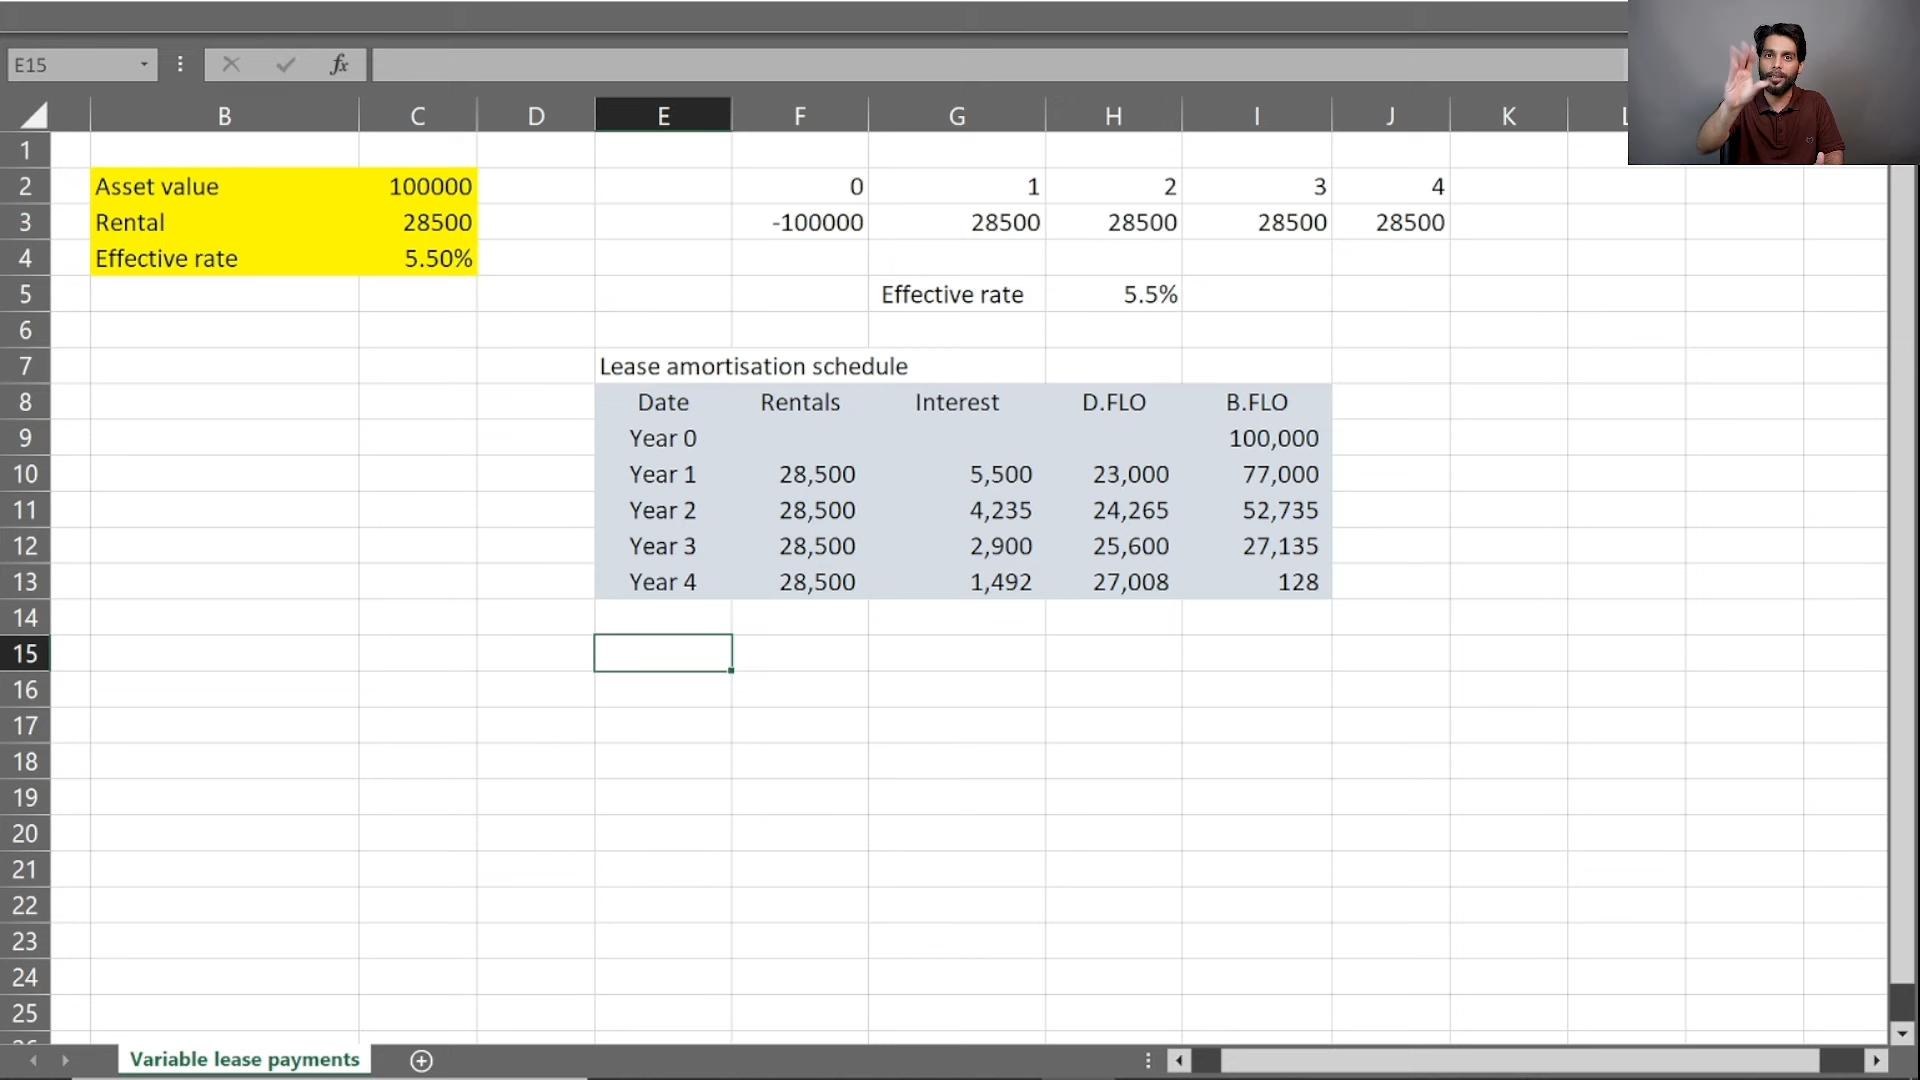 E15 fx
B C D E F G H I J K L
1
2 Asset value 100000 0 1 2 3 4
3 Rental 28500 -100000 28500 28500 28500 28500
4 Effective rate 5.50%
5 Effective rate 5.5%
6
7 Lease amortisation schedule
8 Date Rentals Interest D.FLO B.FLO
9 Year 0 100,000
10 Year 1 28,500 5,500 23,000 77,000
11 Year 2 28,500 4,235 24,265 52,735
12 Year 3 28,500 2,900 25,600 27,135
13 Year 4 28,500 1,492 27,008 128
14
15
16
17
18
19
20
21
22
23
24
25
26
Variable lease payments